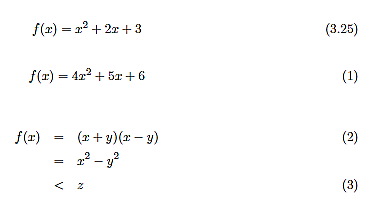 f(x) = x² + 2x + 3 (3.25)
f(x) = 4x² + 5x + 6 (1)
f(x) = (x + y)(x − y) (2)
= x² − y²
< z (3)